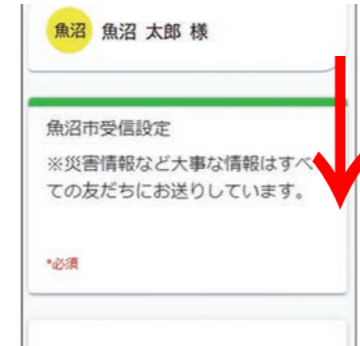 魚沼 魚沼 太郎 様
魚沼市受信設定
※災害情報など大事な情報はすべ
ての友だちにお送りしています。
*必須